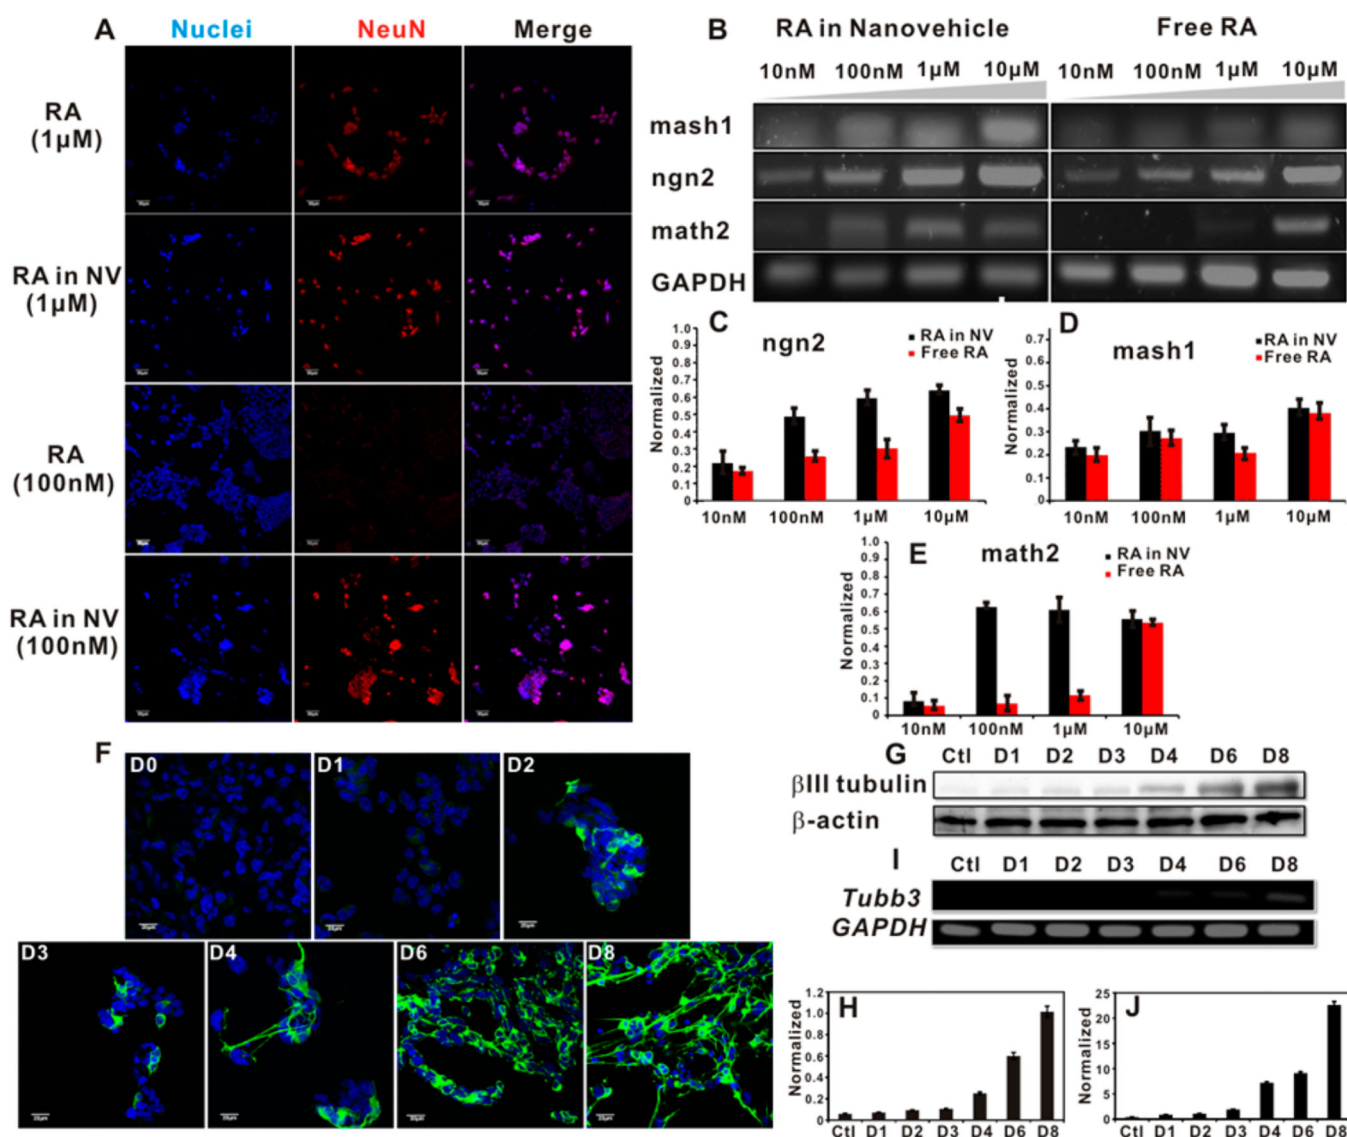 A
Nuclei NeuN Merge
RA
(1µM)
RA in NV
(1µM)
RA
(100nM)
RA in NV
(100nM)
B
RA in Nanovehicle Free RA
10nM 100nM 1µM 10µM 10nM 100nM 1µM 10µM
mash1
ngn2
math2
GAPDH
C
ngn2
RA in NV
Free RA
Normalized
1.0
0.9
0.8
0.7
0.6
0.5
0.4
0.3
0.2
0.1
0
10nM 100nM 1µM 10µM
D
mash1
RA in NV
Free RA
Normalized
0.7
0.6
0.5
0.4
0.3
0.2
0.1
0
10nM 100nM 1µM 10µM
E
math2
RA in NV
Free RA
Normalized
1.0
0.9
0.8
0.7
0.6
0.5
0.4
0.3
0.2
0.1
0
10nM 100nM 1µM 10µM
F
D0 D1 D2
20µm 20µm 20µm
D3 D4 D6 D8
20µm 20µm 20µm 20µm
G
Ctl D1 D2 D3 D4 D6 D8
βIII tubulin
β-actin
I
Ctl D1 D2 D3 D4 D6 D8
Tubb3
GAPDH
H
Normalized
1.2
1.0
0.8
0.6
0.4
0.2
0
Ctl D1 D2 D3 D4 D6 D8
J
Normalized
25
20
15
10
5
0
Ctl D1 D2 D3 D4 D6 D8